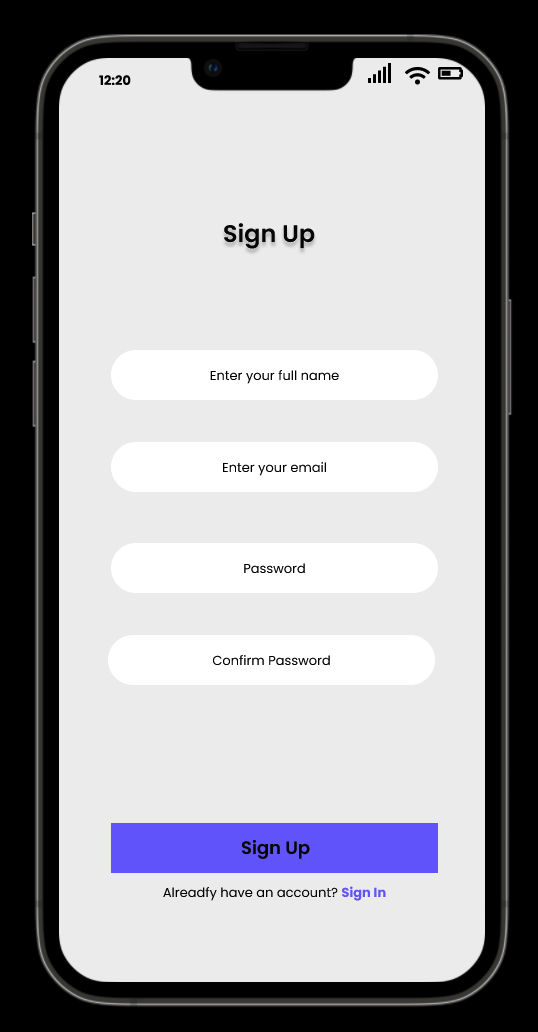 12:20
Sign Up
Enter your full name
Enter your email
Password
Confirm Password
Sign Up
Alreadfy have an account? Sign In